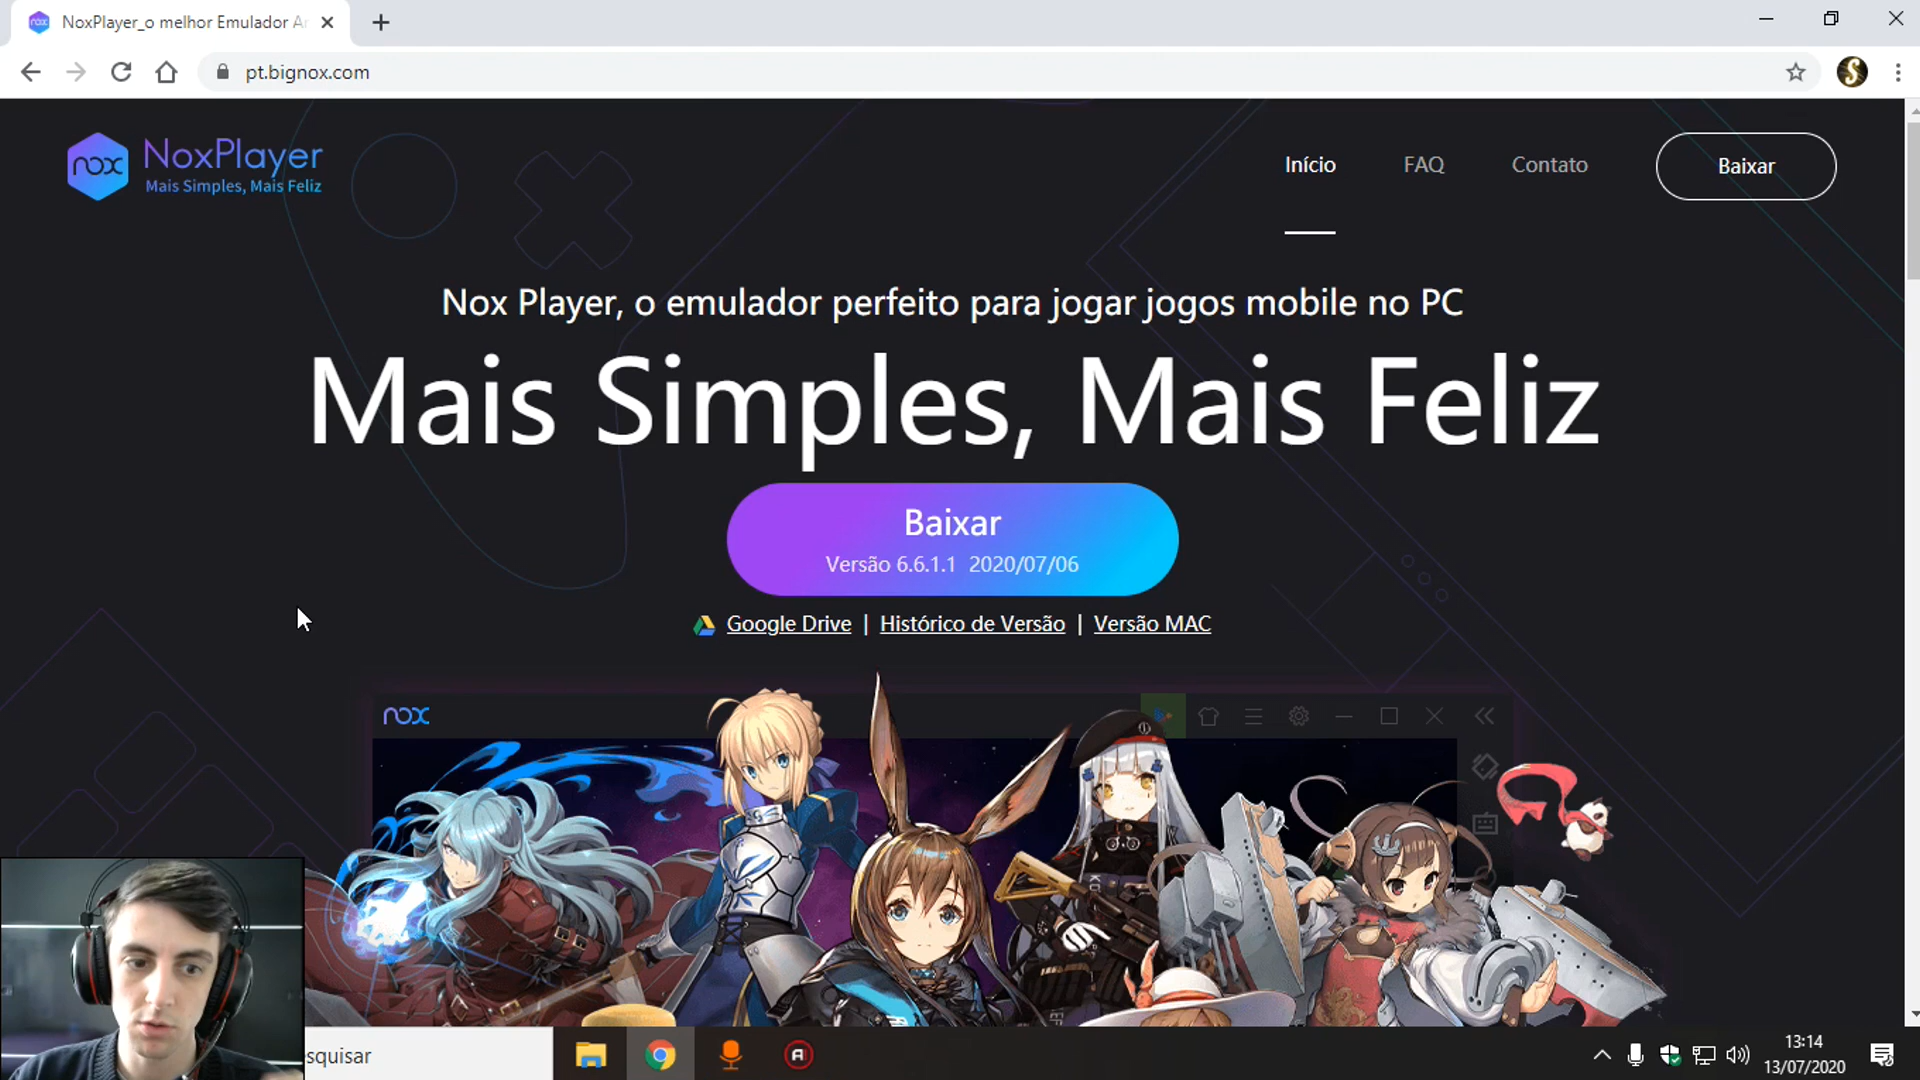 NoxPlayer_o melhor Emulador A
pt.bignox.com
nox NoxPlayer
Mais Simples, Mais Feliz
Início FAQ Contato Baixar
Nox Player, o emulador perfeito para jogar jogos mobile no PC
Mais Simples, Mais Feliz
Baixar
Versão 6.6.1.1 2020/07/06
Google Drive | Histórico de Versão | Versão MAC
nox
squisar
13:14
13/07/2020